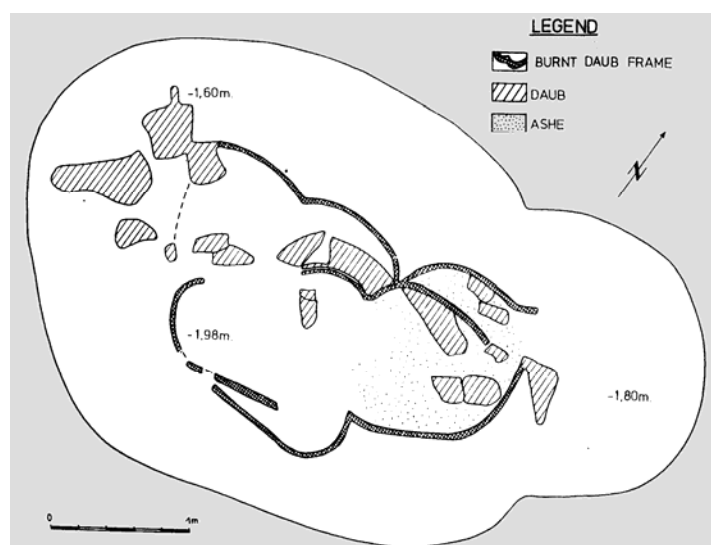 LEGEND
BURNT DAUB FRAME
DAUB
ASHE
N
-1,60m.
-1,98m.
-1,80m.
0 1m